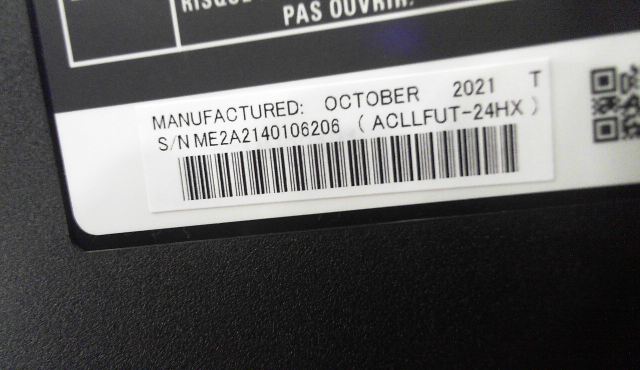 RISQUE
PAS OUVRIR.
MANUFACTURED: OCTOBER 2021 T
S/N ME2A2140106206 ( ACLLFUT-24HX )